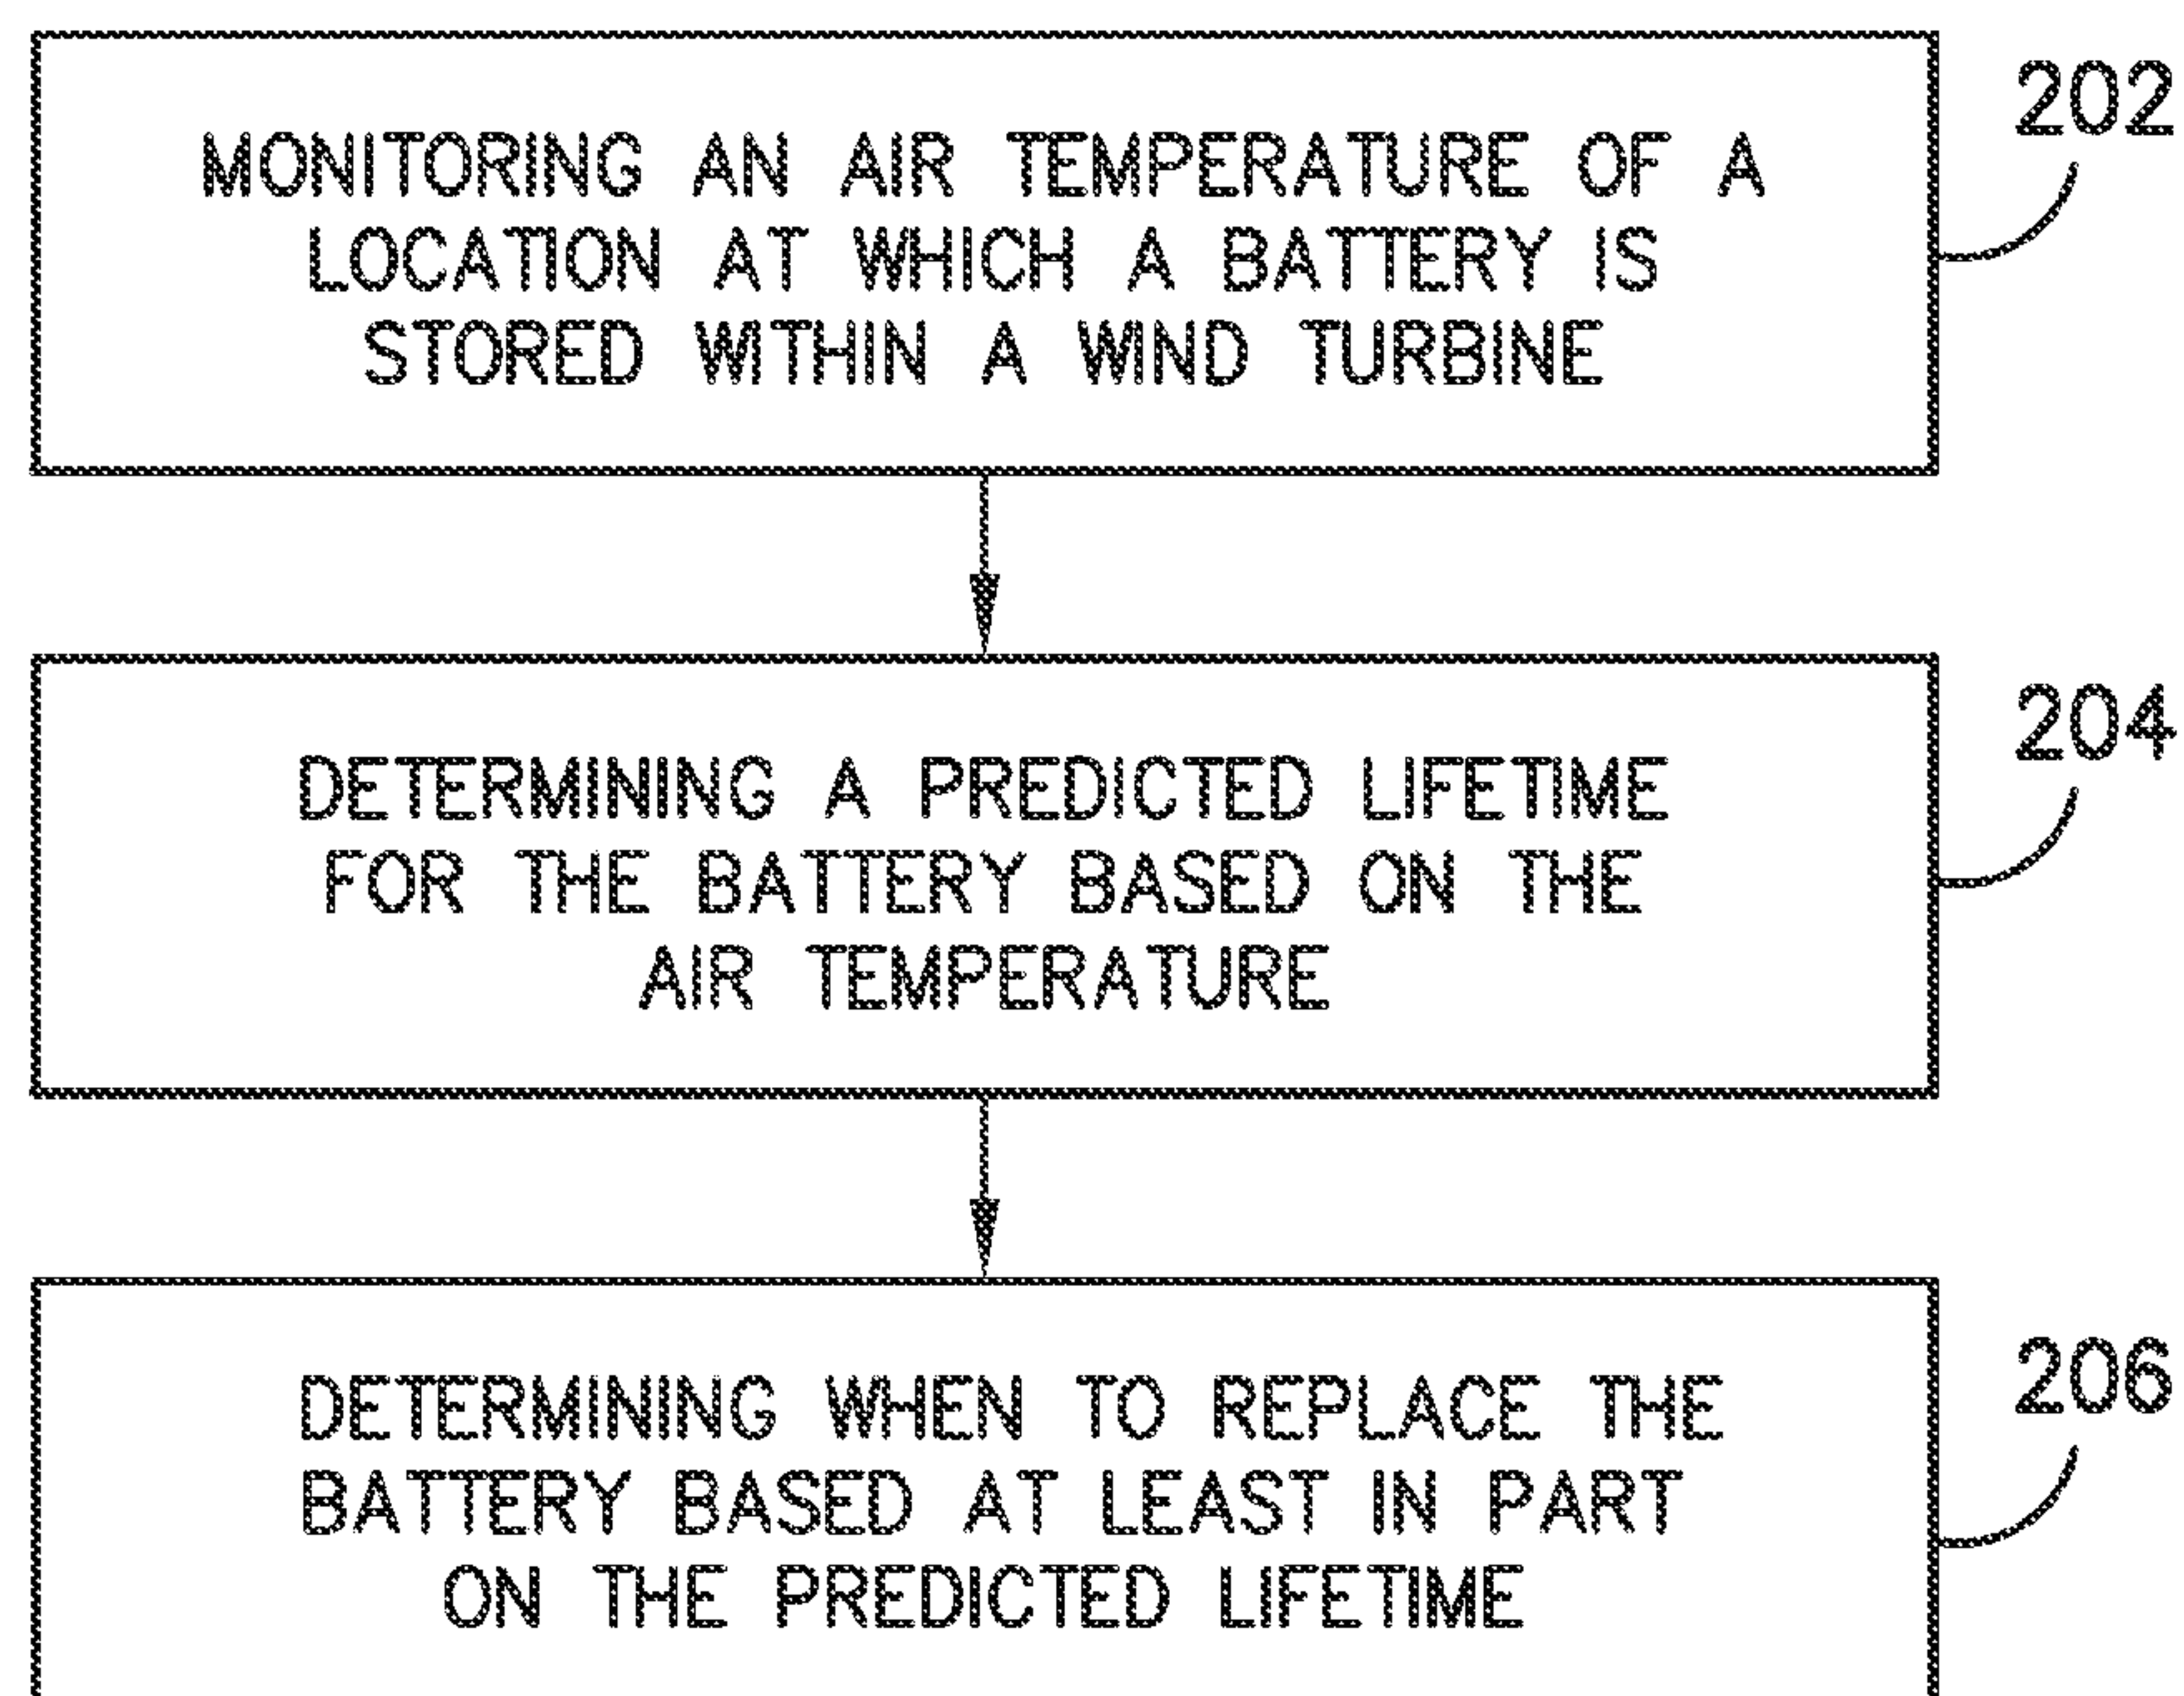 202
MONITORING AN AIR TEMPERATURE OF A
LOCATION AT WHICH A BATTERY IS
STORED WITHIN A WIND TURBINE
204
DETERMINING A PREDICTED LIFETIME
FOR THE BATTERY BASED ON THE
AIR TEMPERATURE
206
DETERMINING WHEN TO REPLACE THE
BATTERY BASED AT LEAST IN PART
ON THE PREDICTED LIFETIME